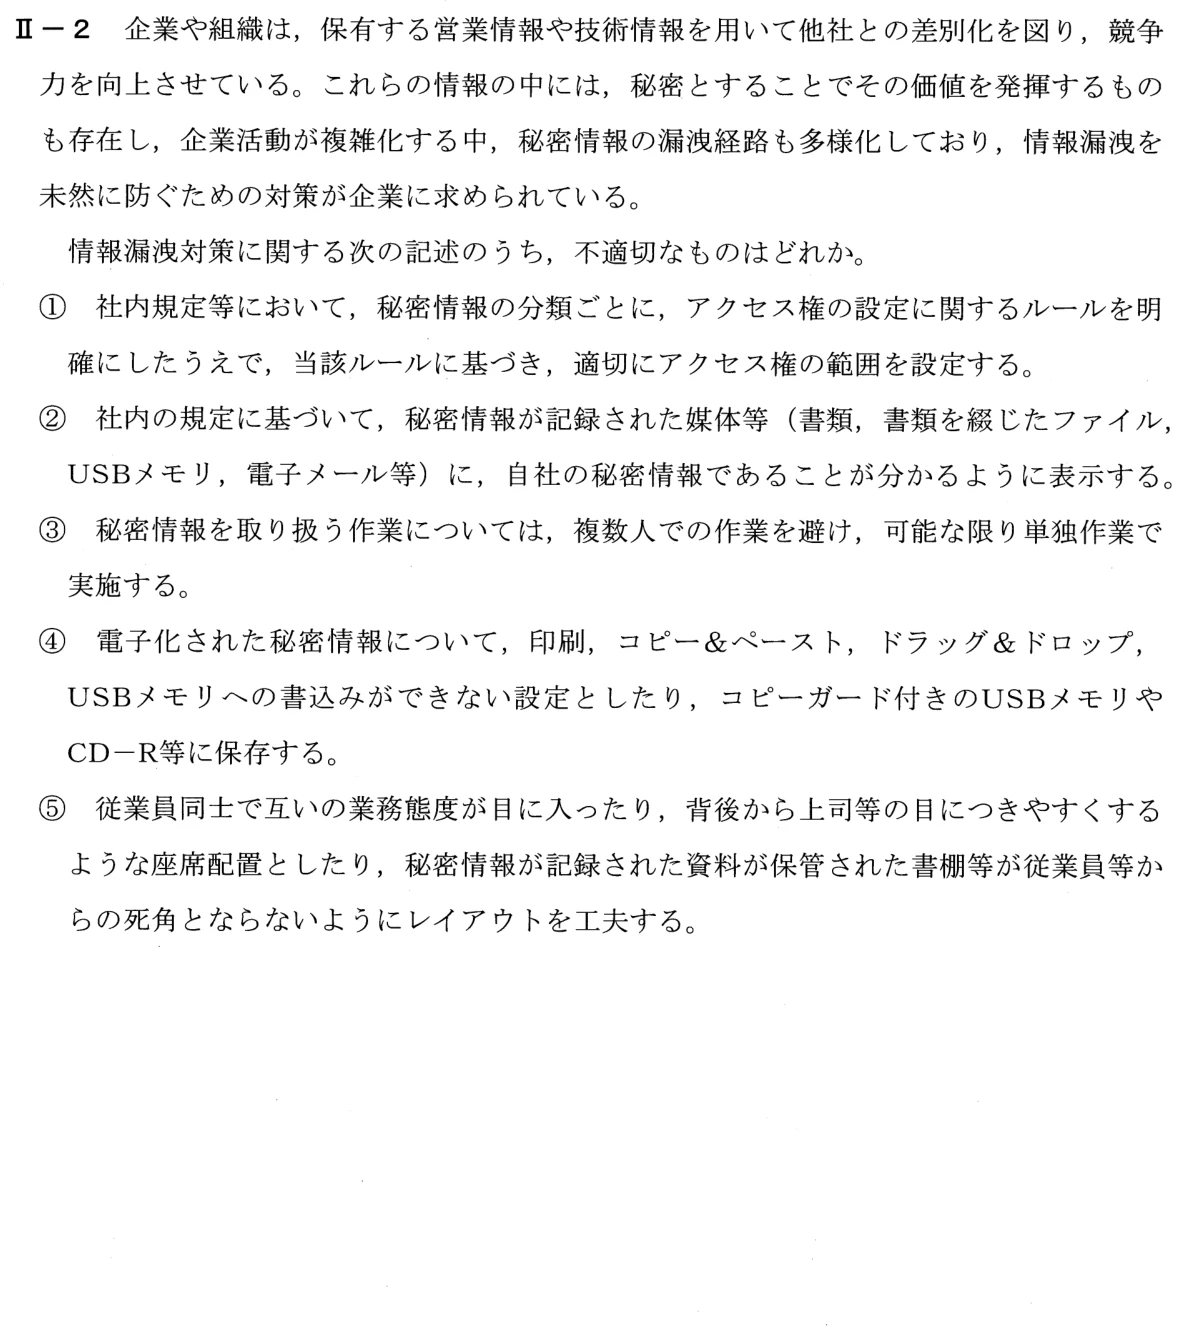 Ⅱ－２　企業や組織は，保有する営業情報や技術情報を用いて他社との差別化を図り，競争
力を向上させている。これらの情報の中には，秘密とすることでその価値を発揮するもの
も存在し，企業活動が複雑化する中，秘密情報の漏洩経路も多様化しており，情報漏洩を
未然に防ぐための対策が企業に求められている。
情報漏洩対策に関する次の記述のうち，不適切なものはどれか。
①　社内規定等において，秘密情報の分類ごとに，アクセス権の設定に関するルールを明
確にしたうえで，当該ルールに基づき，適切にアクセス権の範囲を設定する。
②　社内の規定に基づいて，秘密情報が記録された媒体等（書類，書類を綴じたファイル，
USBメモリ，電子メール等）に，自社の秘密情報であることが分かるように表示する。
③　秘密情報を取り扱う作業については，複数人での作業を避け，可能な限り単独作業で
実施する。
④　電子化された秘密情報について，印刷，コピー＆ペースト，ドラッグ＆ドロップ，
USBメモリへの書込みができない設定としたり，コピーガード付きのUSBメモリや
CD－R等に保存する。
⑤　従業員同士で互いの業務態度が目に入ったり，背後から上司等の目につきやすくする
ような座席配置としたり，秘密情報が記録された資料が保管された書棚等が従業員等か
らの死角とならないようにレイアウトを工夫する。